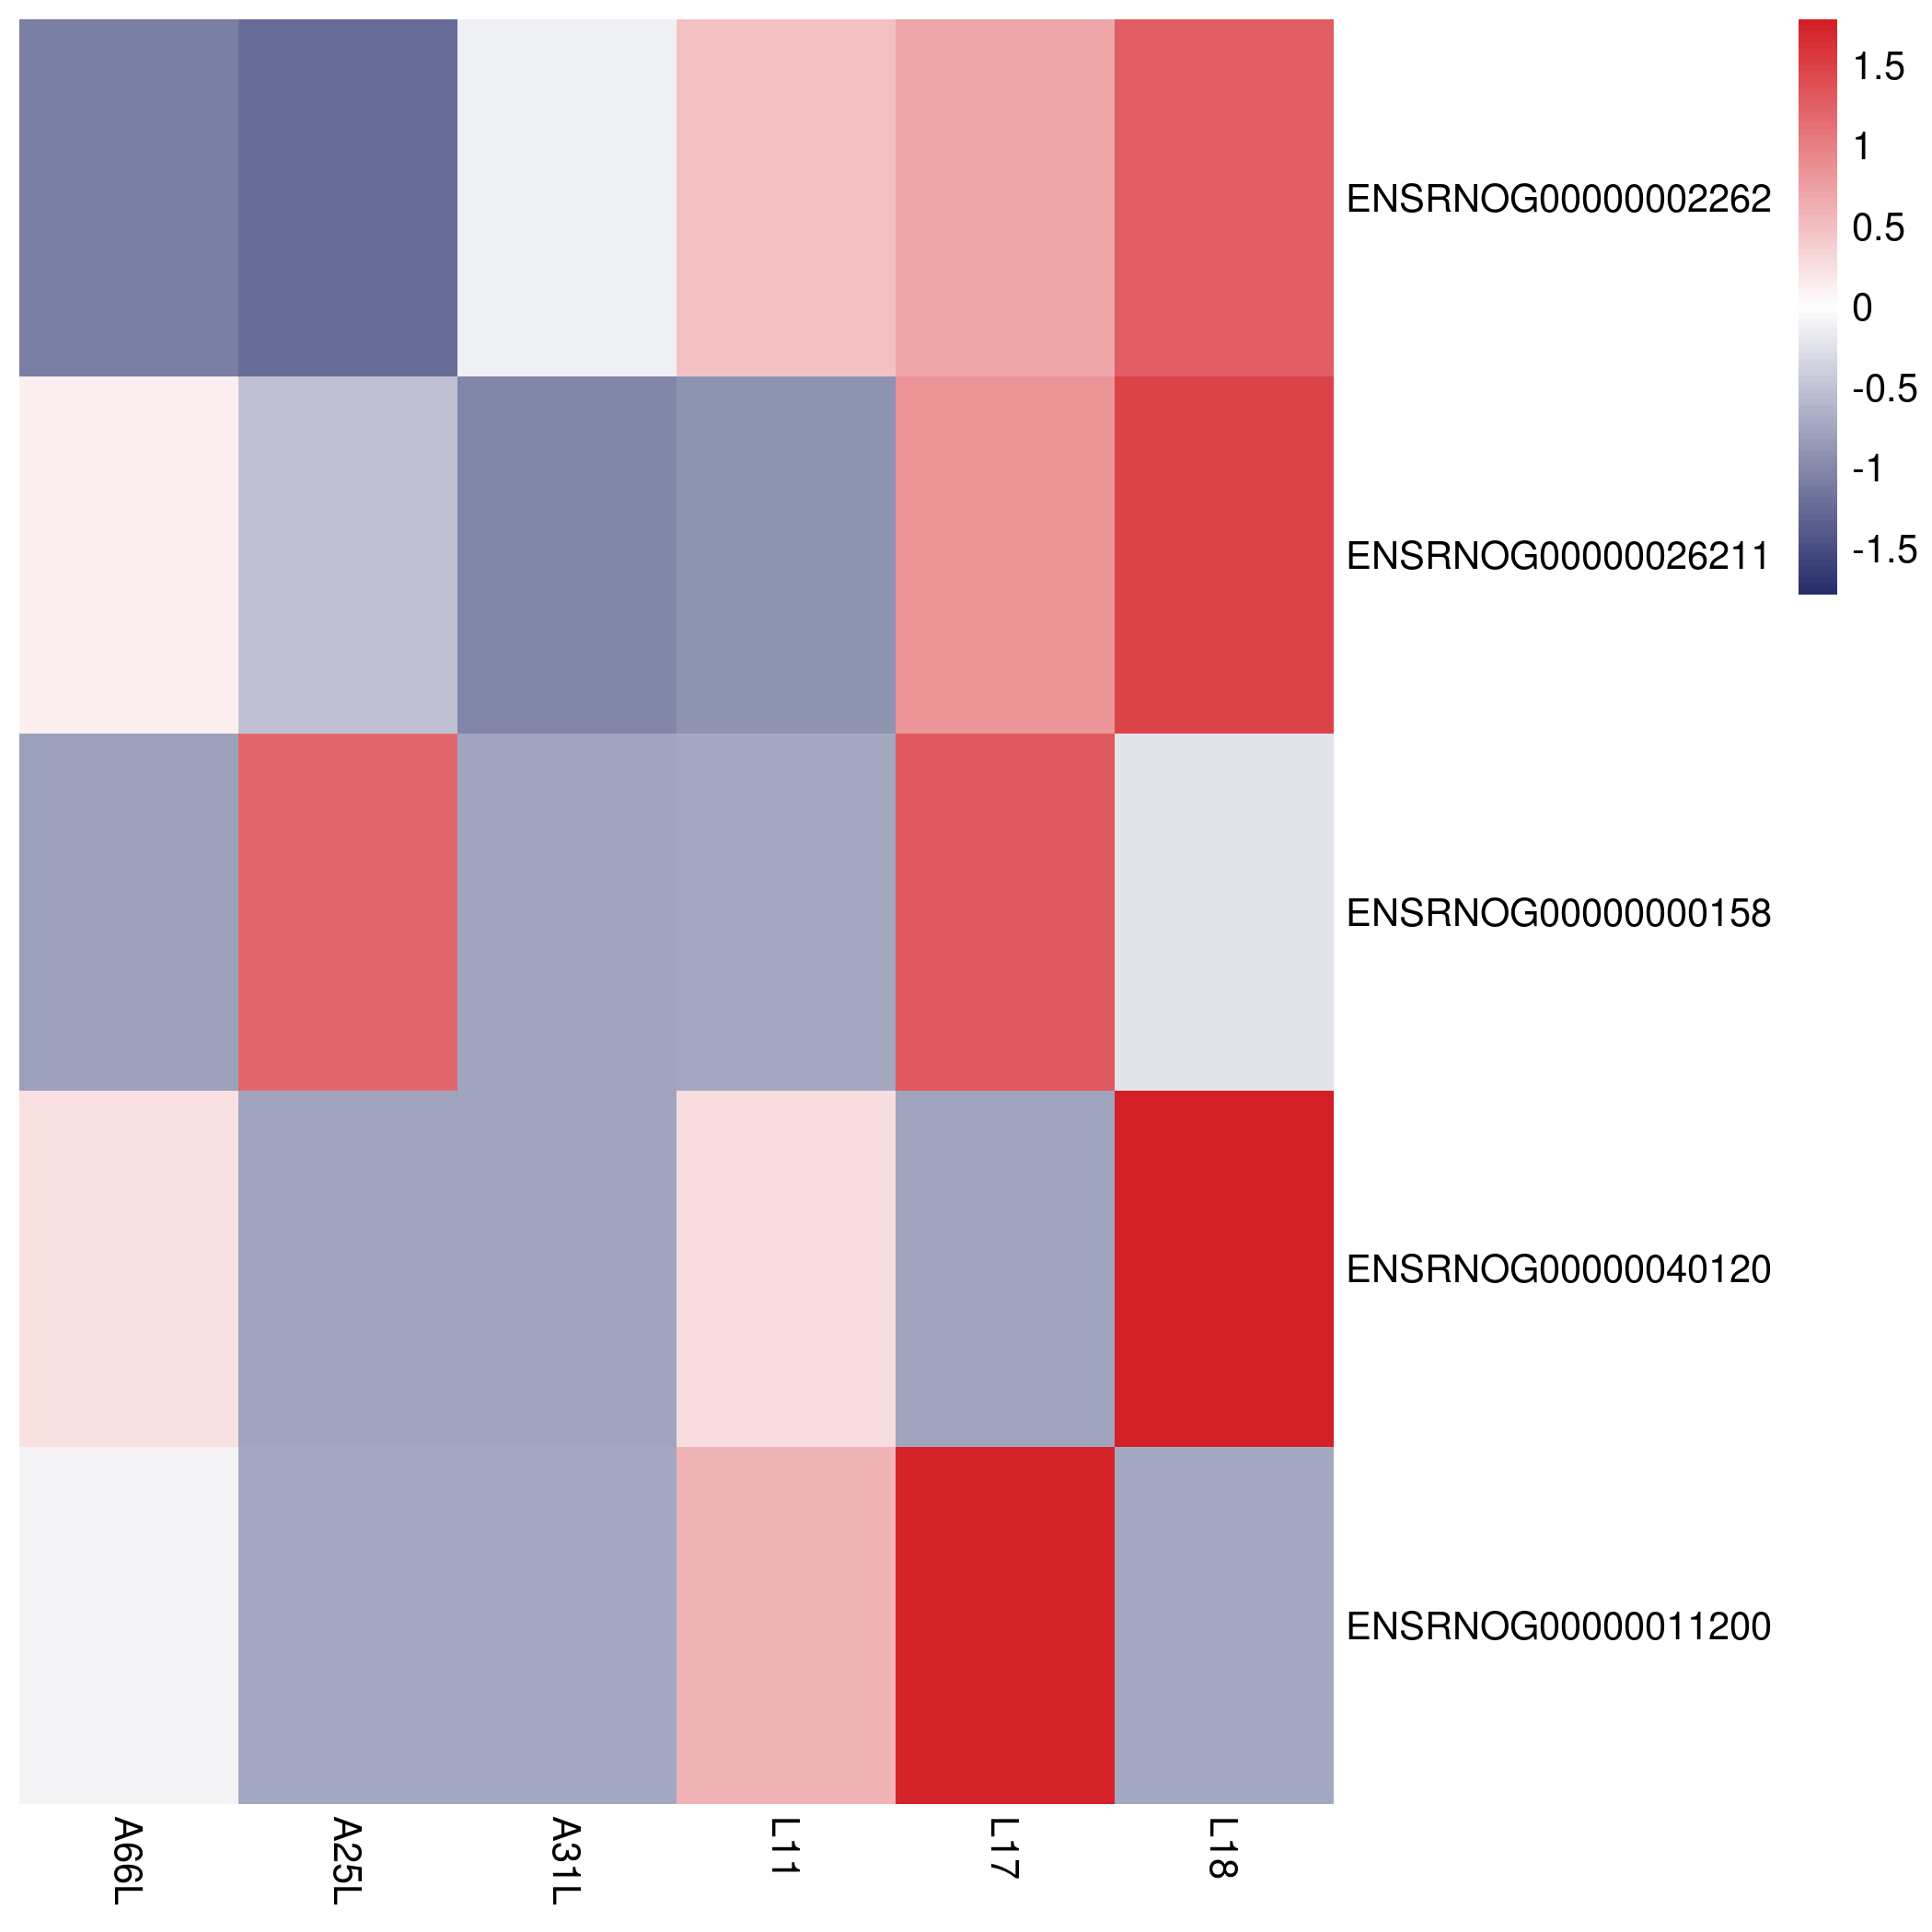 1.5
1
0.5
0
-0.5
-1
-1.5
ENSRNOG00000002262
ENSRNOG00000026211
ENSRNOG00000000158
ENSRNOG00000040120
ENSRNOG00000011200
A66L
A25L
A31L
L11
L17
L18